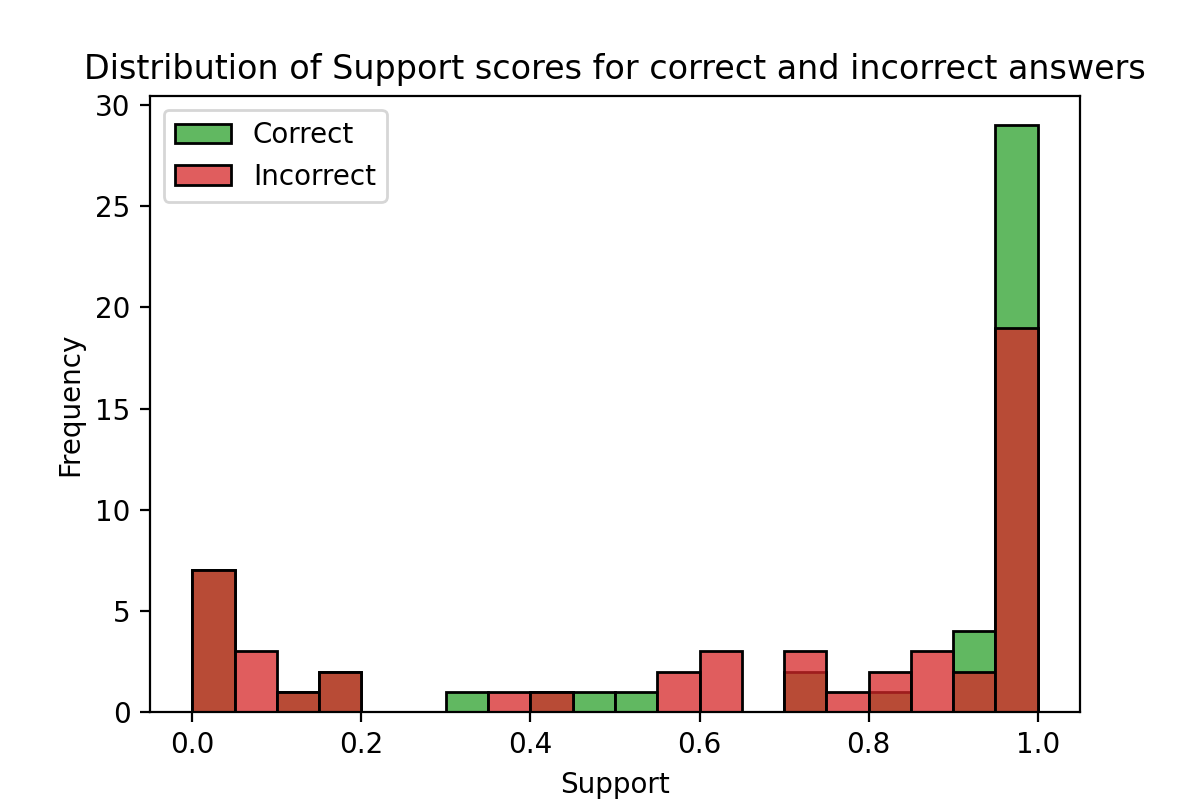 Distribution of Support scores for correct and incorrect answers
Correct
Incorrect
30
25
20
15
10
5
0
Frequency
0.0 0.2 0.4 0.6 0.8 1.0
Support